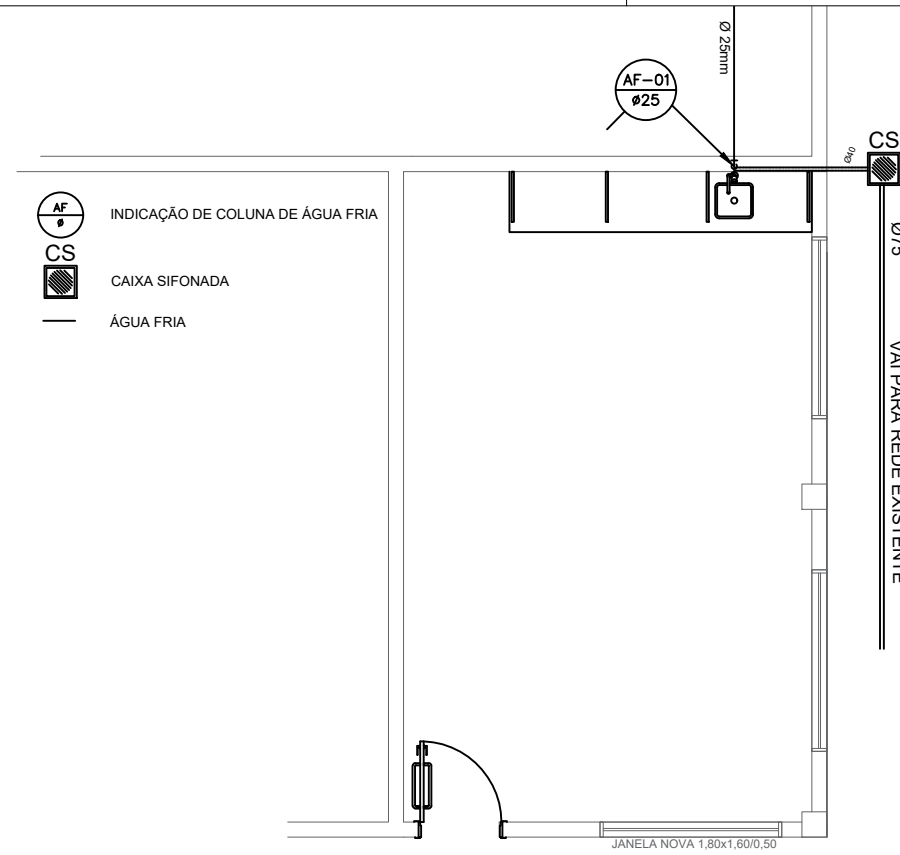 Ø 25mm
AF-01
ø25
CS
Ø40
AF
ø
INDICAÇÃO DE COLUNA DE ÁGUA FRIA
CS
CAIXA SIFONADA
ÁGUA FRIA
Ø75
VAI PARA REDE EXISTENTE
JANELA NOVA 1,80x1,60/0,50